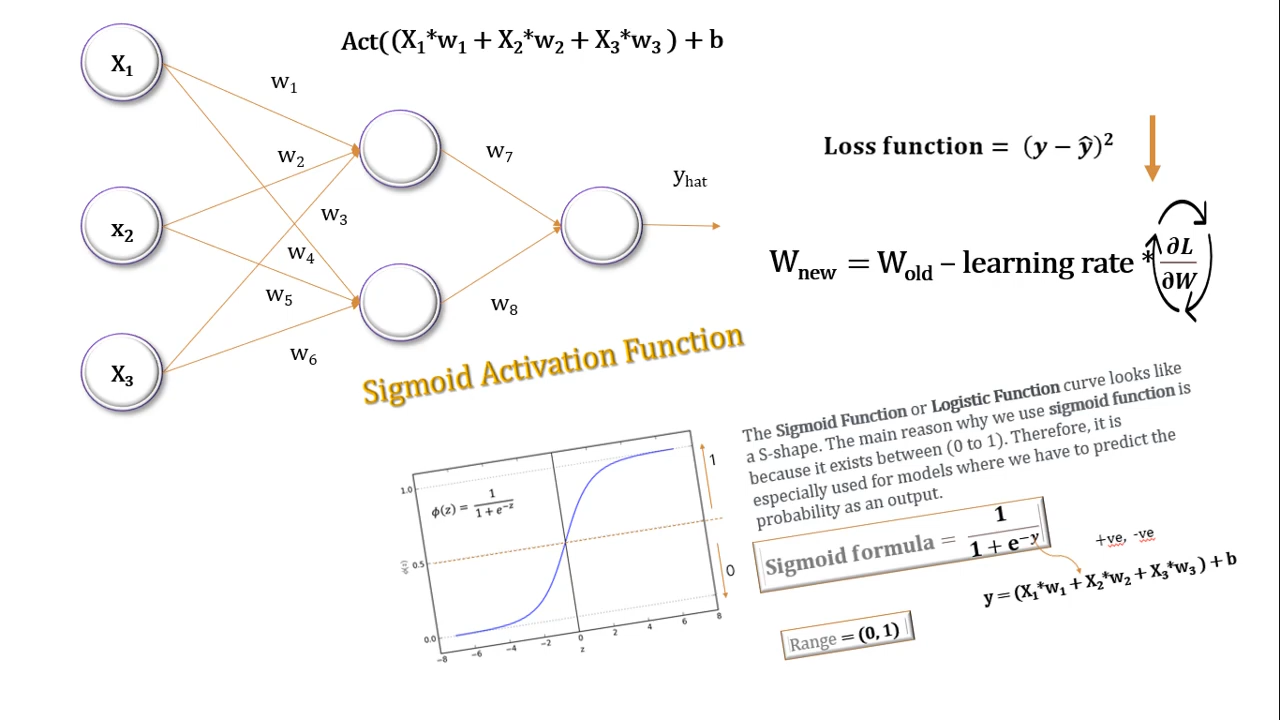 Act((X₁*w₁ + X₂*w₂ + X₃*w₃ ) + b
X₁
w₁
w₂
w₇
yhat
x₂
w₃
w₄
w₅
w₈
w₆
X₃
Loss function = (y − ŷ)²
Wnew = Wold – learning rate * ∂L/∂W
Sigmoid Activation Function
The Sigmoid Function or Logistic Function curve looks like
a S-shape. The main reason why we use sigmoid function is
because it exists between (0 to 1). Therefore, it is
especially used for models where we have to predict the
probability as an output.
1.0
0.5
0.0
ϕ(z)
ϕ(z) = 1/(1 + e⁻ᶻ)
1
0
-8 -6 -4 -2 0 2 4 6 8
z
Sigmoid formula = 1/(1 + e⁻ʸ)
+ve, -ve
y = (X₁*w₁ + X₂*w₂ + X₃*w₃ ) + b
Range = (0, 1)